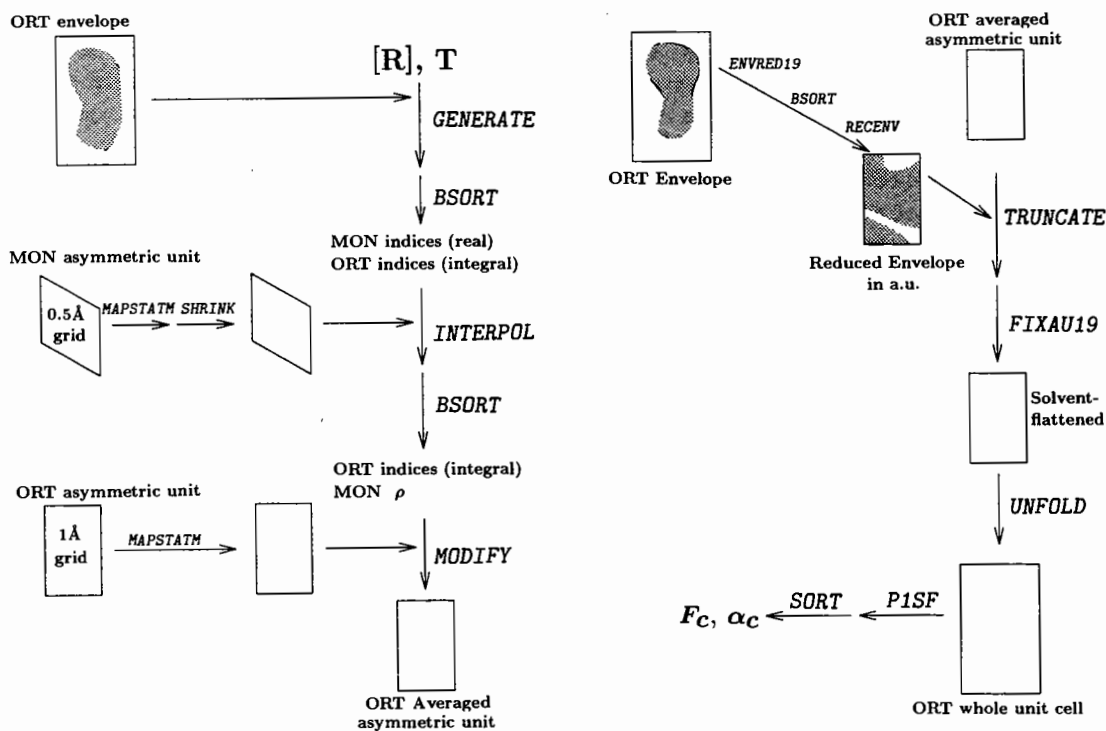 ORT envelope
[R], T
GENERATE
BSORT
MON indices (real)
ORT indices (integral)
MON asymmetric unit
0.5Å
grid
MAPSTATM SHRINK
INTERPOL
BSORT
ORT indices (integral)
MON ρ
ORT asymmetric unit
1Å
grid
MAPSTATM
MODIFY
ORT Averaged
asymmetric unit
ORT averaged
asymmetric unit
ENVRED19
BSORT
RECENV
ORT Envelope
TRUNCATE
Reduced Envelope
in a.u.
FIXAU19
Solvent-
flattened
UNFOLD
Fc, αc
SORT
P1SF
ORT whole unit cell